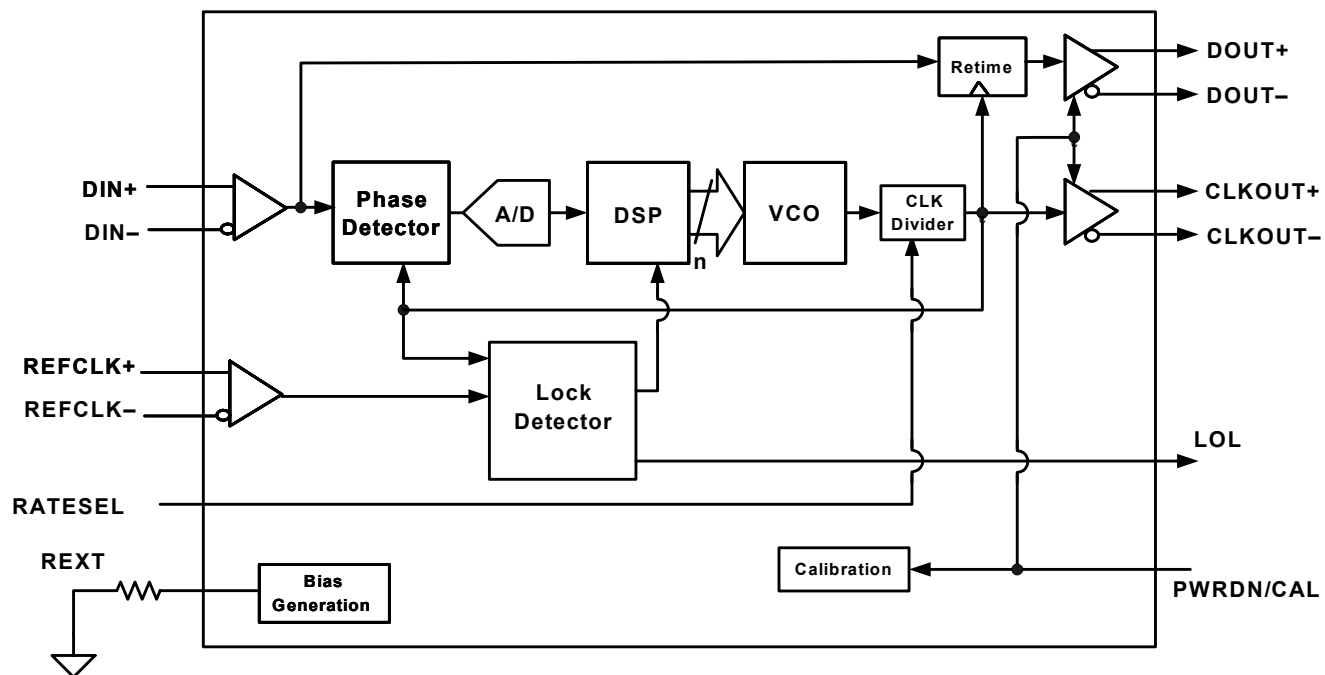 DOUT+
Retime
DOUT–
DIN+
DIN–
Phase
Detector
A/D
DSP
n
VCO
CLK
Divider
CLKOUT+
CLKOUT–
REFCLK+
REFCLK–
Lock
Detector
LOL
RATESEL
REXT
Bias
Generation
Calibration
PWRDN/CAL